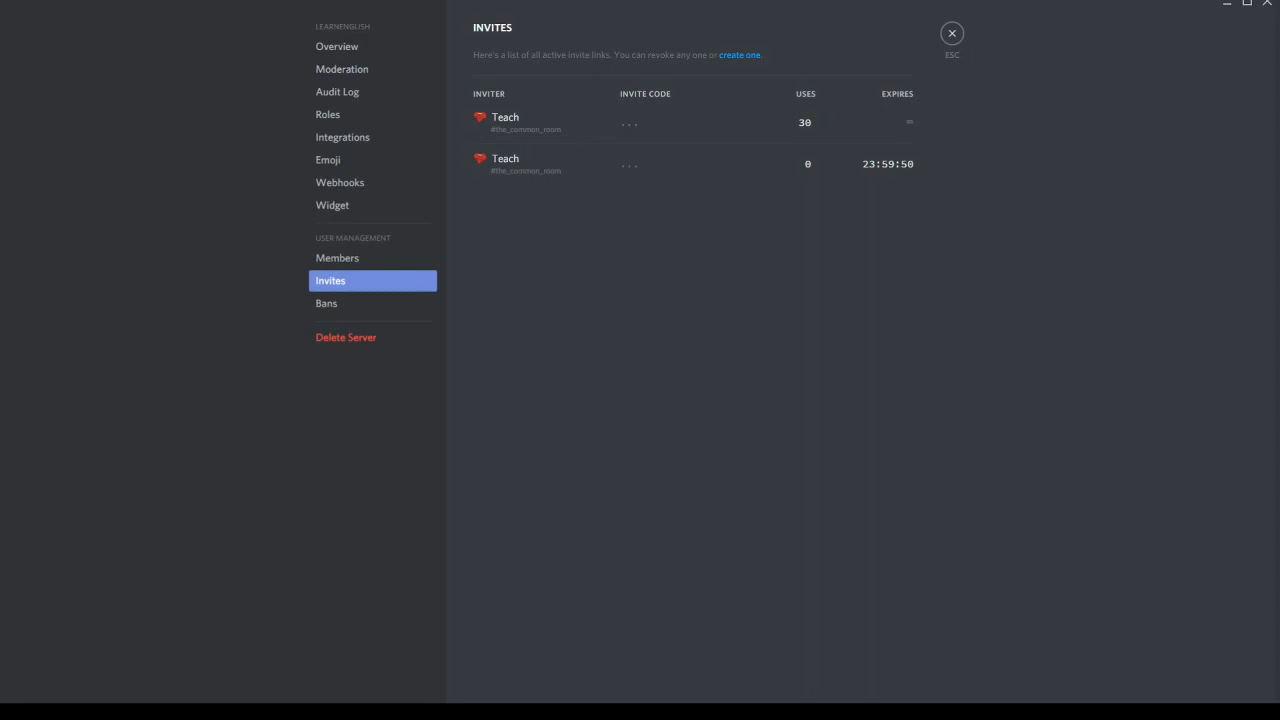 LEARNENGLISH
Overview
Moderation
Audit Log
Roles
Integrations
Emoji
Webhooks
Widget
USER MANAGEMENT
Members
Invites
Bans
Delete Server
INVITES
ESC
Here's a list of all active invite links. You can revoke any one or create one.
INVITER INVITE CODE USES EXPIRES
Teach ... 30 ∞
#the_common_room
Teach ... 0 23:59:50
#the_common_room